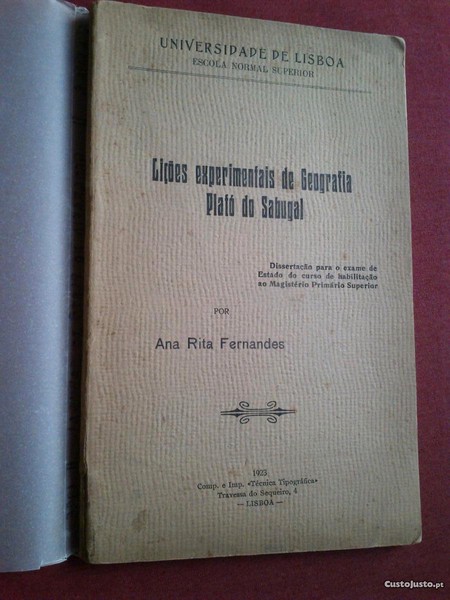 UNIVERSIDADE DE LISBOA
ESCOLA NORMAL SUPERIOR
Lições experimentais de Geografia
Plató do Sabugal
Dissertação para o exame de
Estado do curso de habilitação
ao Magistério Primário Superior
POR
Ana Rita Fernandes
1925
Comp. e Imp. «Técnica Tipográfica»
Travessa do Sequeiro, 4
— LISBOA —
CustoJusto.pt